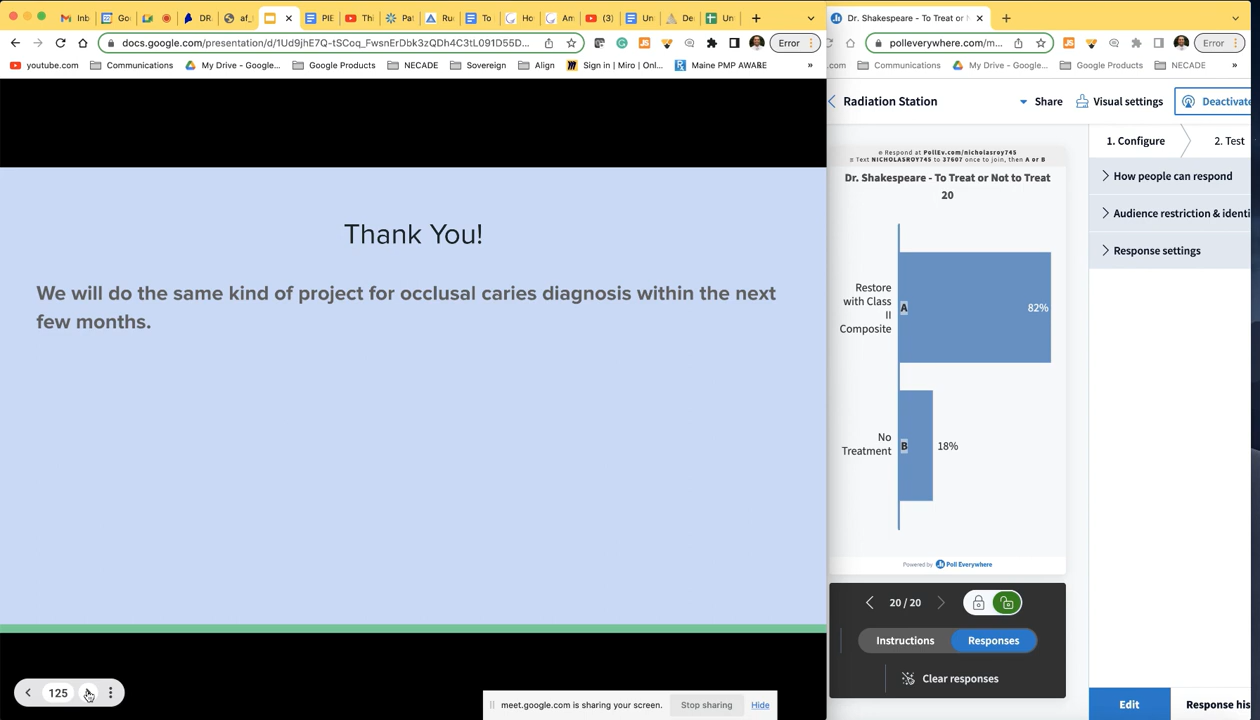 Inb
Go
DR
af_
PIE
Thi
Pat
Rue
To
Ho
An
(3)
Un
De
Un
docs.google.com/presentation/d/1Ud9jhE7Q-tSCoq_FwsnErDbk3zQDh4C3tL091D55D...
Error
youtube.com
Communications
My Drive - Google...
Google Products
NECADE
Sovereign
Align
Sign in | Miro | Onl...
Maine PMP AWARE
»
Thank You!
We will do the same kind of project for occlusal caries diagnosis within the next
few months.
125
meet.google.com is sharing your screen.
Stop sharing
Hide
Dr. Shakespeare - To Treat or
polleverywhere.com/m...
Error
.com
Communications
My Drive - Google...
Google Products
NECADE
»
Radiation Station
Share
Visual settings
Deactivate
Respond at PollEv.com/nicholasroy745
Text NICHOLASROY745 to 37607 once to join, then A or B
Dr. Shakespeare - To Treat or Not to Treat
20
Restore
with Class
II
Composite
A
82%
No
Treatment
B
18%
Powered by Poll Everywhere
20 / 20
Instructions
Responses
Clear responses
1. Configure
2. Test
How people can respond
Audience restriction & identi
Response settings
Edit
Response his